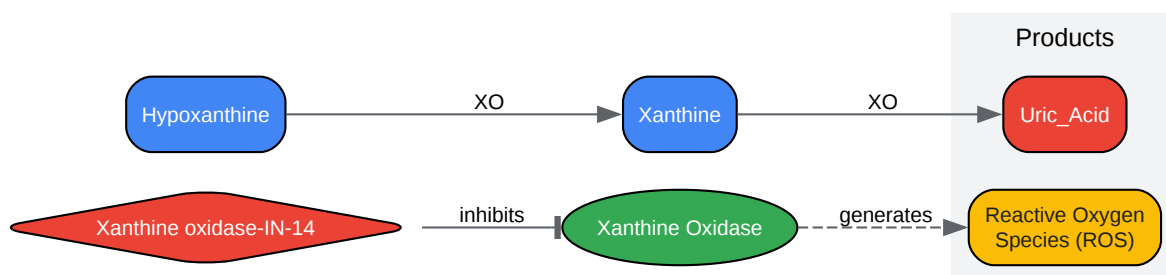 Products
Hypoxanthine
XO
Xanthine
XO
Uric_Acid
Xanthine oxidase-IN-14
inhibits
Xanthine Oxidase
generates
Reactive Oxygen
Species (ROS)